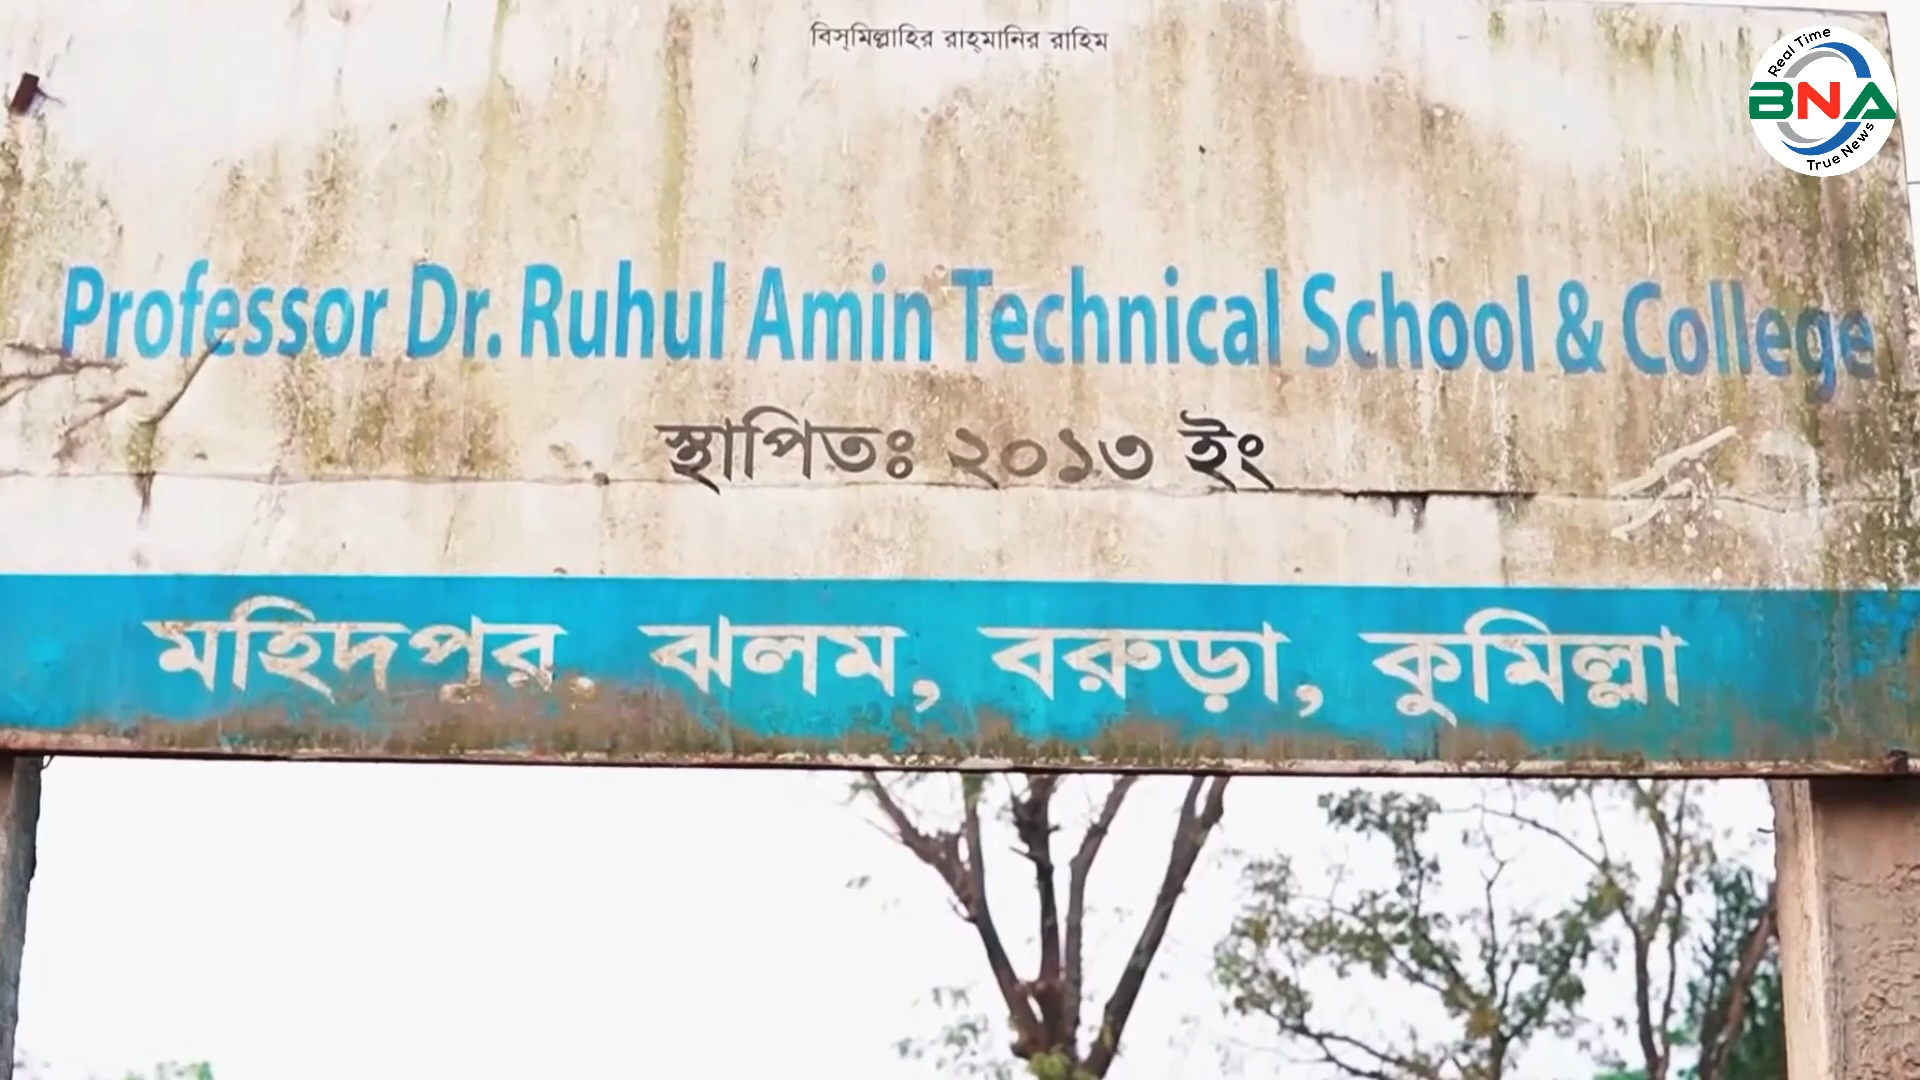 বিস্‌মিল্লাহির রাহ্‌মানির রাহিম
Real Time
BNA
True News
Professor Dr. Ruhul Amin Technical School & College
স্থাপিতঃ ২০১৩ ইং
মহিদপুর, ঝলম, বরুড়া, কুমিল্লা